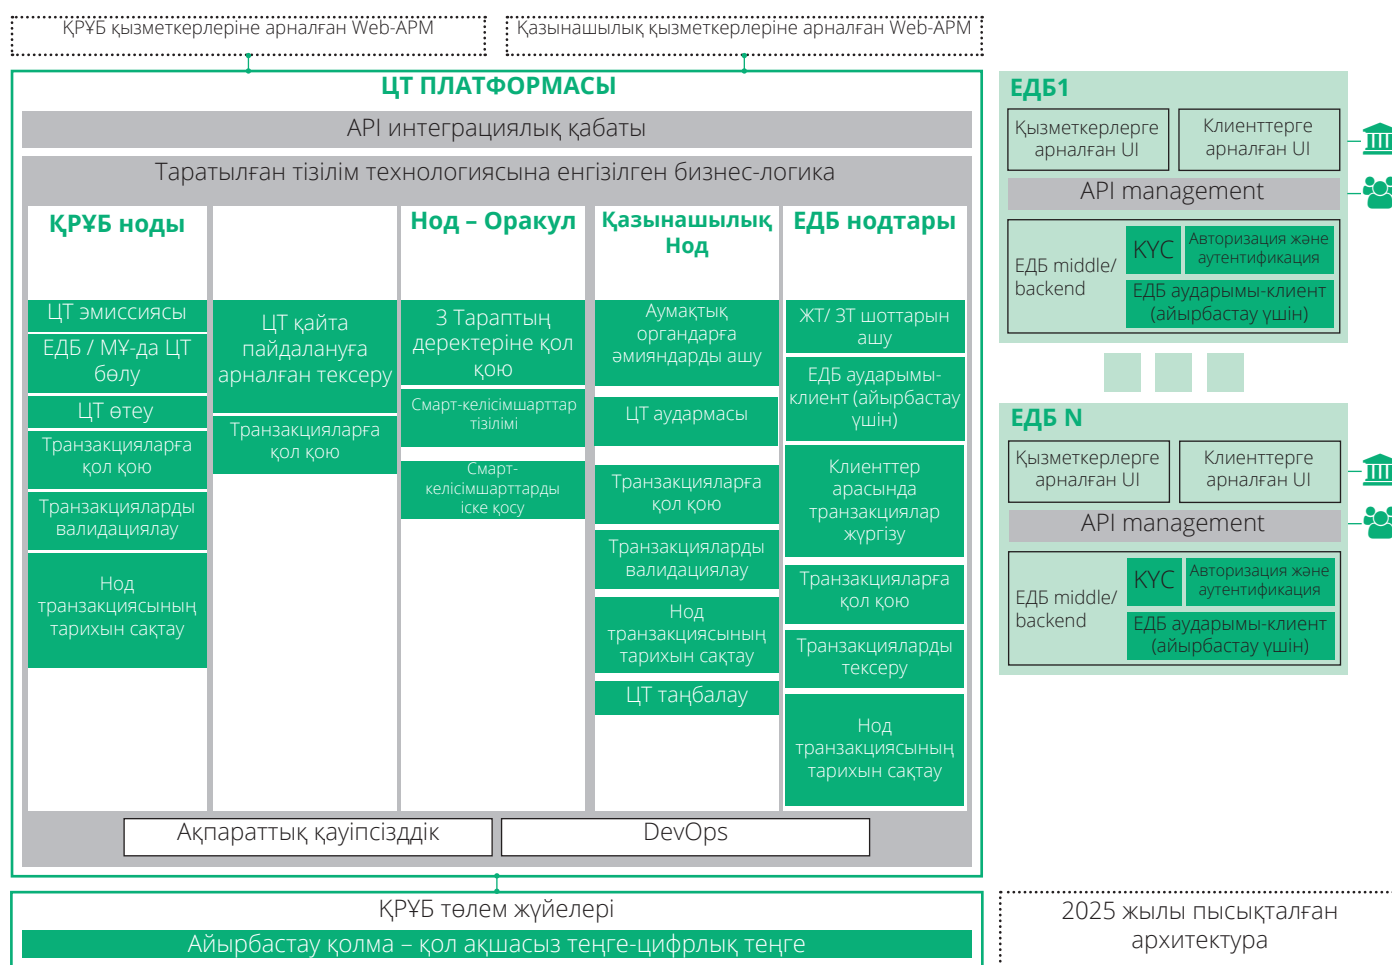 ҚРҰБ қызметкерлеріне арналған Web-АРМ
Қазынашылық қызметкерлеріне арналған Web-АРМ
ЦТ ПЛАТФОРМАСЫ
API интеграциялық қабаты
Таратылған тізілім технологиясына енгізілген бизнес-логика
ҚРҰБ ноды
ЦТ эмиссиясы
ЕДБ / МҰ-да ЦТ
бөлу
ЦТ өтеу
Транзакцияларға
қол қою
Транзакцияларды
валидациялау
Нод
транзакциясының
тарихын сақтау
ЦТ қайта
пайдалануға
арналған тексеру
Транзакцияларға
қол қою
Нод – Оракул
3 Тараптың
деректеріне қол
қою
Смарт-келісімшарттар
тізілімі
Смарт-
келісімшарттарды
іске қосу
Қазынашылық
Нод
Аумақтық
органдарға
әмияндарды ашу
ЦТ аудармасы
Транзакцияларға
қол қою
Транзакцияларды
валидациялау
Нод
транзакциясының
тарихын сақтау
ЦТ таңбалау
ЕДБ нодтары
ЖТ/ ЗТ шоттарын
ашу
ЕДБ аударымы-
клиент (айырбастау
үшін)
Клиенттер
арасында
транзакциялар
жүргізу
Транзакцияларға
қол қою
Транзакцияларды
тексеру
Нод
транзакциясының
тарихын сақтау
Ақпараттық қауіпсізддік
DevOps
ҚРҰБ төлем жүйелері
Айырбастау қолма – қол ақшасыз теңге-цифрлық теңге
ЕДБ1
Қызметкерлерге
арналған UI
Клиенттерге
арналған UI
API management
ЕДБ middle/
backend
KYC
Авторизация және
аутентификация
ЕДБ аударымы-клиент
(айырбастау үшін)
ЕДБ N
Қызметкерлерге
арналған UI
Клиенттерге
арналған UI
API management
ЕДБ middle/
backend
KYC
Авторизация және
аутентификация
ЕДБ аударымы-клиент
(айырбастау үшін)
2025 жылы пысықталған
архитектура